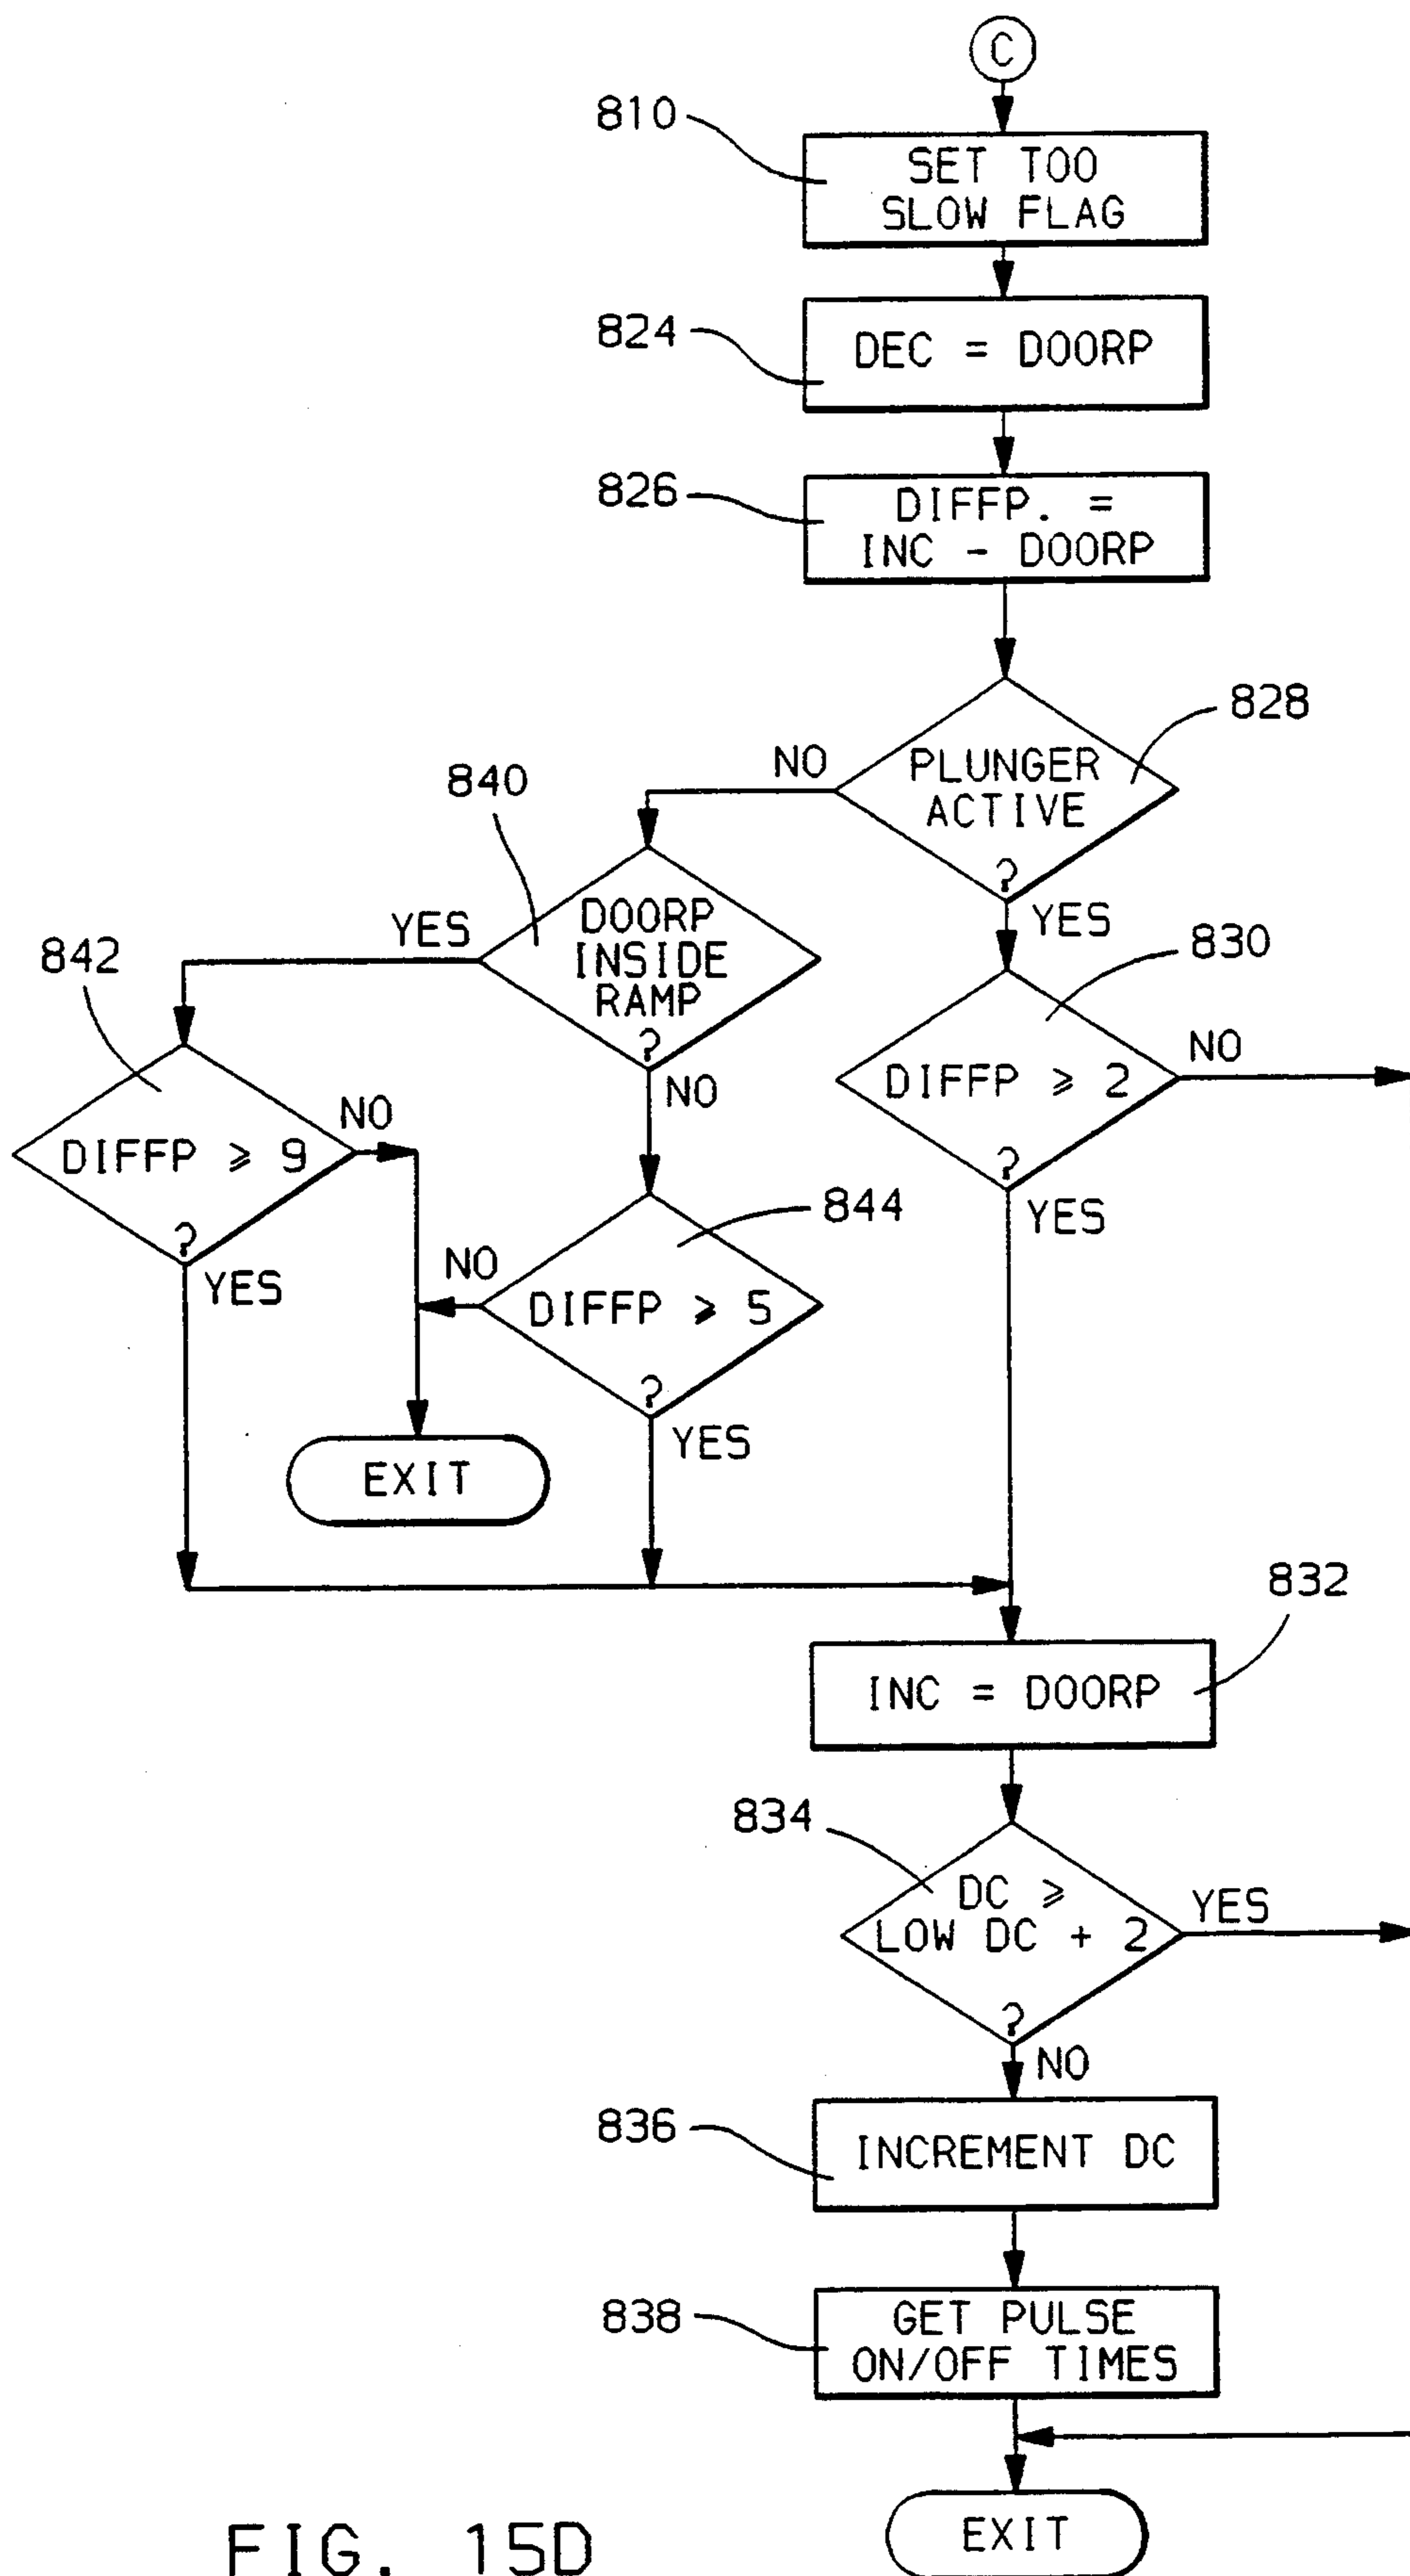 C
810
SET TOO
SLOW FLAG
824
DEC = DOORP
826
DIFFP. =
INC - DOORP
828
PLUNGER
ACTIVE
?
NO
YES
840
DOORP
INSIDE
RAMP
?
YES
NO
830
DIFFP ⩾ 2
?
NO
YES
842
DIFFP ⩾ 9
?
NO
YES
844
DIFFP ⩾ 5
?
NO
YES
EXIT
832
INC = DOORP
834
DC ⩾
LOW DC + 2
?
YES
NO
836
INCREMENT DC
838
GET PULSE
ON/OFF TIMES
EXIT
FIG. 15D